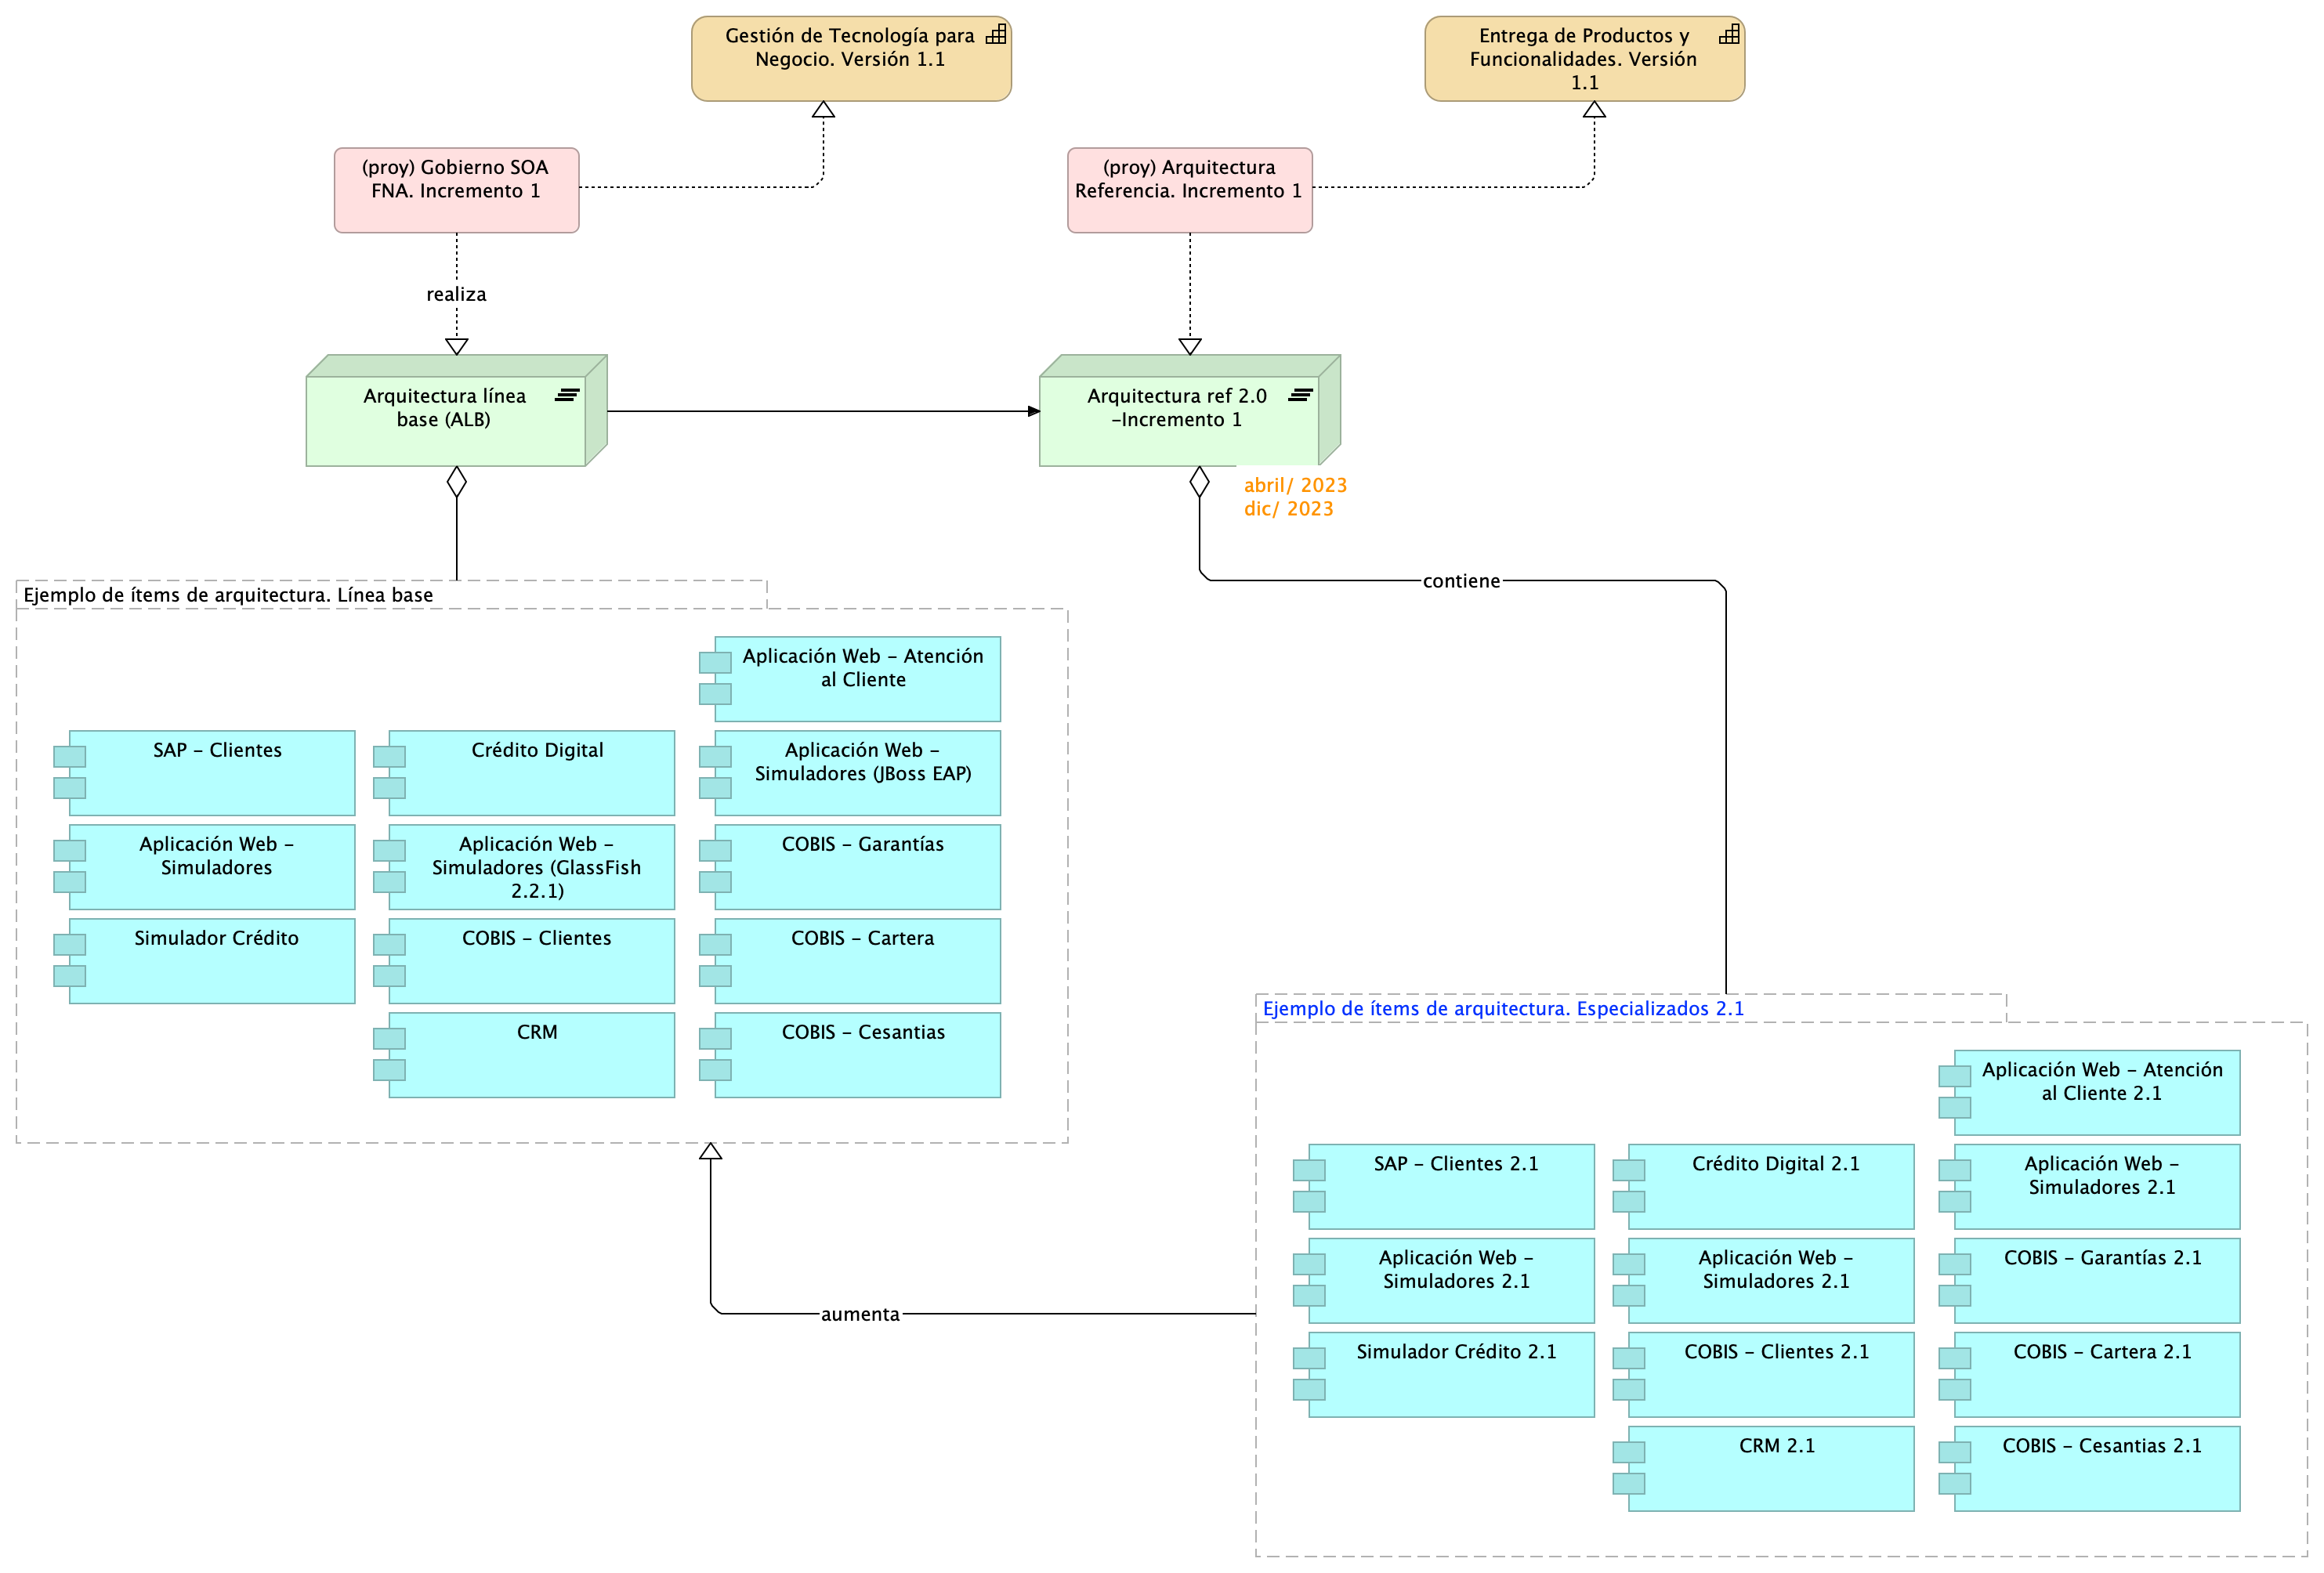 Gestión de Tecnología para
Negocio. Versión 1.1
Entrega de Productos y
Funcionalidades. Versión
1.1
(proy) Gobierno SOA
FNA. Incremento 1
(proy) Arquitectura
Referencia. Incremento 1
realiza
Arquitectura línea
base (ALB)
Arquitectura ref 2.0
-Incremento 1
abril/ 2023
dic/ 2023
contiene
Ejemplo de ítems de arquitectura. Línea base
Aplicación Web - Atención
al Cliente
SAP - Clientes
Crédito Digital
Aplicación Web -
Simuladores (JBoss EAP)
Aplicación Web -
Simuladores
Aplicación Web -
Simuladores (GlassFish
2.2.1)
COBIS - Garantías
Simulador Crédito
COBIS - Clientes
COBIS - Cartera
CRM
COBIS - Cesantias
aumenta
Ejemplo de ítems de arquitectura. Especializados 2.1
Aplicación Web - Atención
al Cliente 2.1
SAP - Clientes 2.1
Crédito Digital 2.1
Aplicación Web -
Simuladores 2.1
Aplicación Web -
Simuladores 2.1
Aplicación Web -
Simuladores 2.1
COBIS - Garantías 2.1
Simulador Crédito 2.1
COBIS - Clientes 2.1
COBIS - Cartera 2.1
CRM 2.1
COBIS - Cesantias 2.1